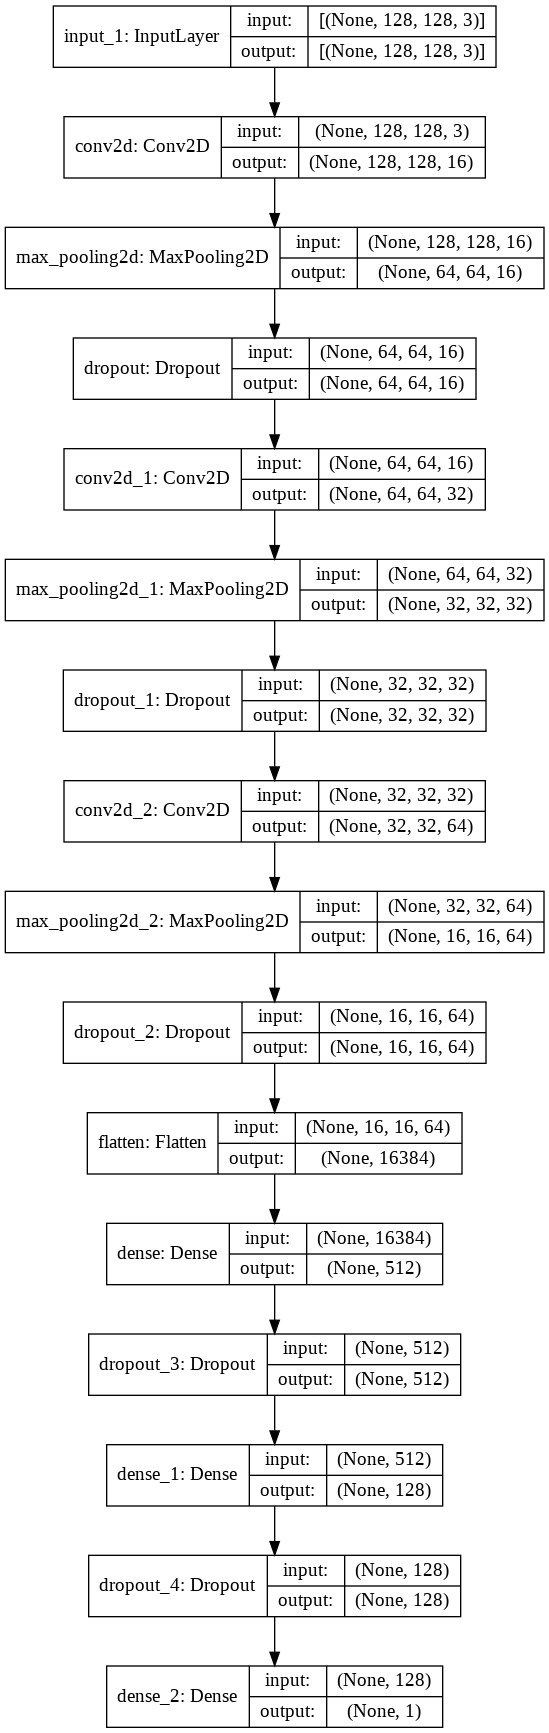 input_1: InputLayer
input: [(None, 128, 128, 3)]
output: [(None, 128, 128, 3)]
conv2d: Conv2D
input: (None, 128, 128, 3)
output: (None, 128, 128, 16)
max_pooling2d: MaxPooling2D
input: (None, 128, 128, 16)
output: (None, 64, 64, 16)
dropout: Dropout
input: (None, 64, 64, 16)
output: (None, 64, 64, 16)
conv2d_1: Conv2D
input: (None, 64, 64, 16)
output: (None, 64, 64, 32)
max_pooling2d_1: MaxPooling2D
input: (None, 64, 64, 32)
output: (None, 32, 32, 32)
dropout_1: Dropout
input: (None, 32, 32, 32)
output: (None, 32, 32, 32)
conv2d_2: Conv2D
input: (None, 32, 32, 32)
output: (None, 32, 32, 64)
max_pooling2d_2: MaxPooling2D
input: (None, 32, 32, 64)
output: (None, 16, 16, 64)
dropout_2: Dropout
input: (None, 16, 16, 64)
output: (None, 16, 16, 64)
flatten: Flatten
input: (None, 16, 16, 64)
output: (None, 16384)
dense: Dense
input: (None, 16384)
output: (None, 512)
dropout_3: Dropout
input: (None, 512)
output: (None, 512)
dense_1: Dense
input: (None, 512)
output: (None, 128)
dropout_4: Dropout
input: (None, 128)
output: (None, 128)
dense_2: Dense
input: (None, 128)
output: (None, 1)